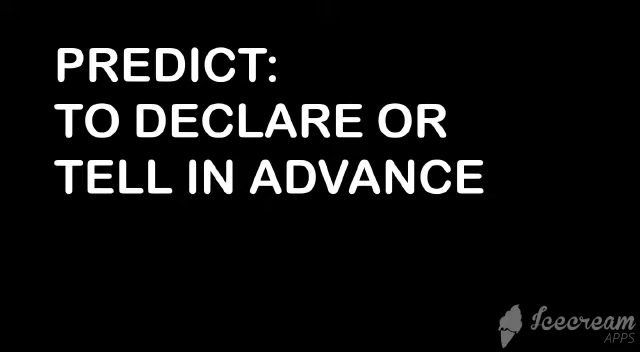 PREDICT:
TO DECLARE OR
TELL IN ADVANCE
Icecream
APPS